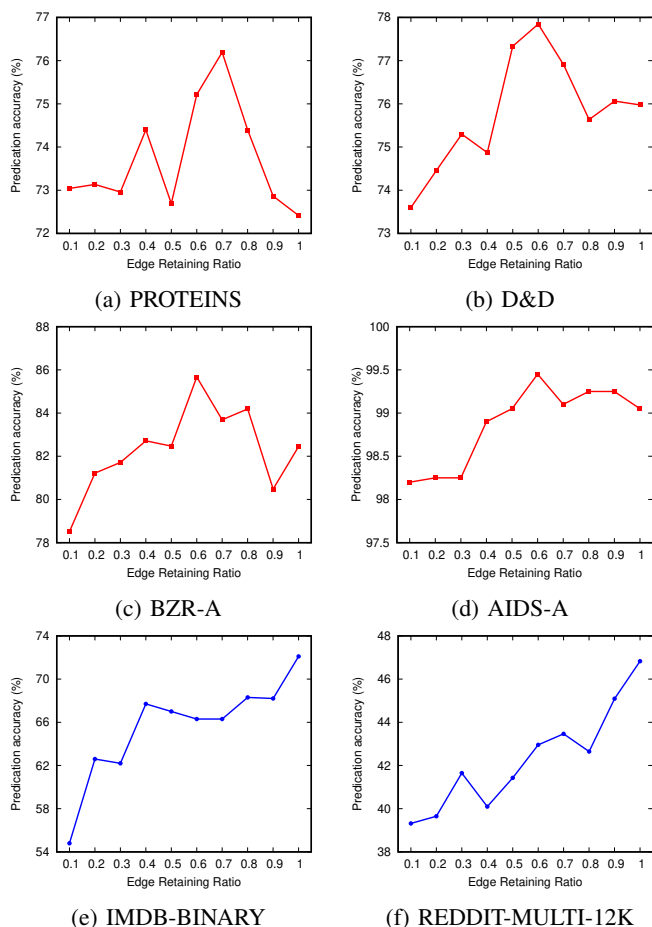 77
76
75
74
73
72
Predication accuracy (%)
0.1 0.2 0.3 0.4 0.5 0.6 0.7 0.8 0.9 1
Edge Retaining Ratio
(a) PROTEINS
78
77
76
75
74
73
Predication accuracy (%)
0.1 0.2 0.3 0.4 0.5 0.6 0.7 0.8 0.9 1
Edge Retaining Ratio
(b) D&D
88
86
84
82
80
78
Predication accuracy (%)
0.1 0.2 0.3 0.4 0.5 0.6 0.7 0.8 0.9 1
Edge Retaining Ratio
(c) BZR-A
100
99.5
99
98.5
98
97.5
Predication accuracy (%)
0.1 0.2 0.3 0.4 0.5 0.6 0.7 0.8 0.9 1
Edge Retaining Ratio
(d) AIDS-A
74
70
66
62
58
54
Predication accuracy (%)
0.1 0.2 0.3 0.4 0.5 0.6 0.7 0.8 0.9 1
Edge Retaining Ratio
(e) IMDB-BINARY
48
46
44
42
40
38
Predication accuracy (%)
0.1 0.2 0.3 0.4 0.5 0.6 0.7 0.8 0.9 1
Edge Retaining Ratio
(f) REDDIT-MULTI-12K